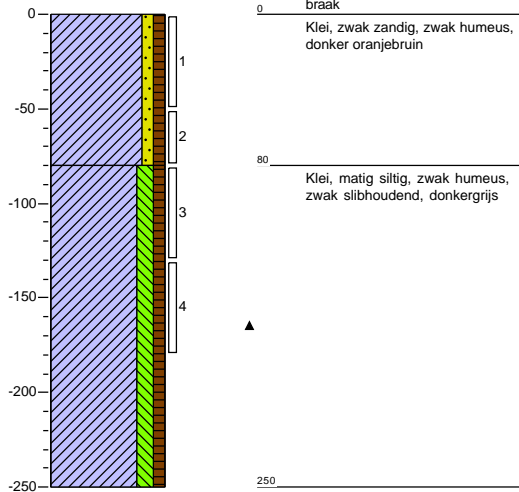 braak
0
0
Klei, zwak zandig, zwak humeus,
donker oranjebruin
1
-50
2
80
Klei, matig siltig, zwak humeus,
zwak slibhoudend, donkergrijs
-100
3
-150
4
-200
-250
250